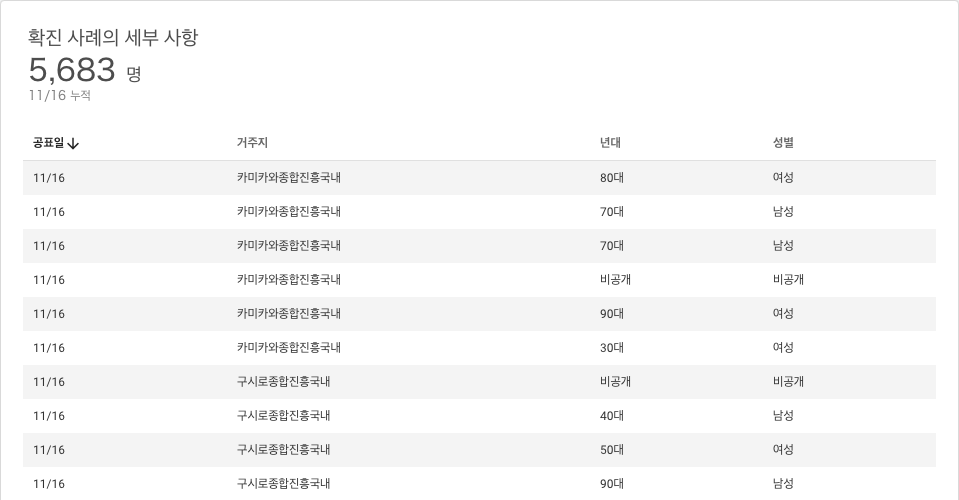 확진 사례의 세부 사항
5,683 명
11/16 누적
공표일 거주지 년대 성별
11/16 카미카와종합진흥국내 80대 여성
11/16 카미카와종합진흥국내 70대 남성
11/16 카미카와종합진흥국내 70대 남성
11/16 카미카와종합진흥국내 비공개 비공개
11/16 카미카와종합진흥국내 90대 여성
11/16 카미카와종합진흥국내 30대 여성
11/16 구시로종합진흥국내 비공개 비공개
11/16 구시로종합진흥국내 40대 남성
11/16 구시로종합진흥국내 50대 여성
11/16 구시로종합진흥국내 90대 남성